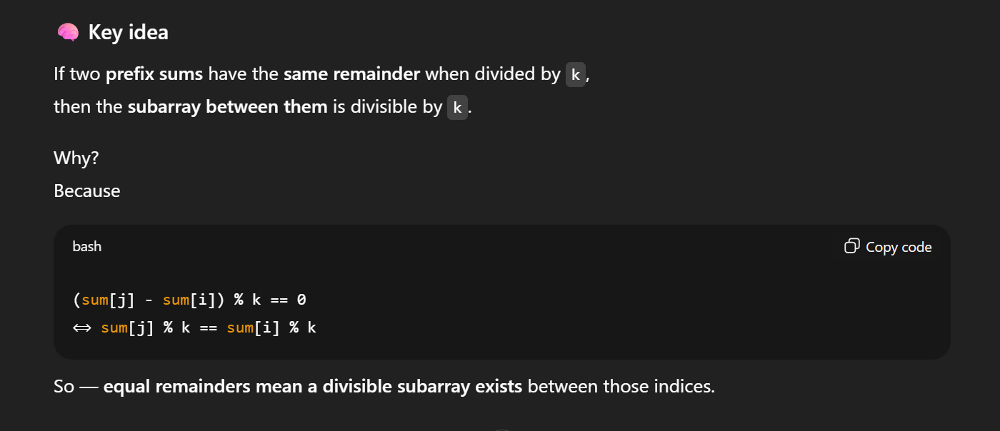 🧠 Key idea
If two prefix sums have the same remainder when divided by k,
then the subarray between them is divisible by k.
Why?
Because
bash
Copy code
(sum[j] - sum[i]) % k == 0
⇔ sum[j] % k == sum[i] % k
So — equal remainders mean a divisible subarray exists between those indices.